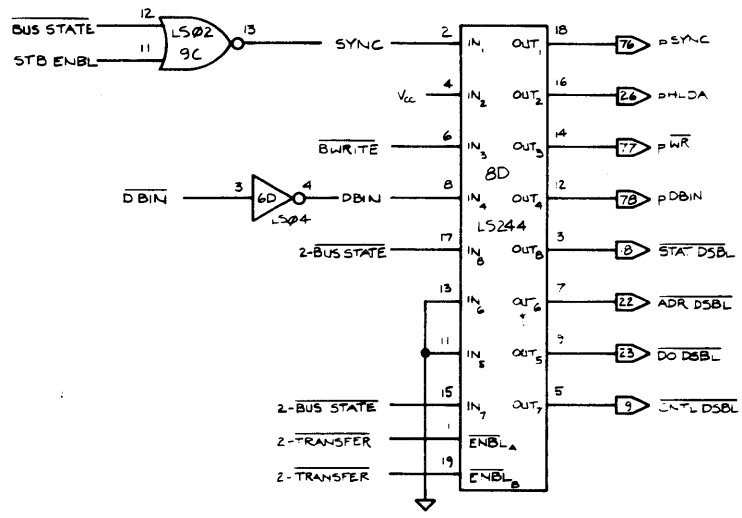 BUS STATE 12 LS02 13
STB ENBL 11 9C
SYNC 2 IN1 OUT1 18 76 pSYNC
Vcc 4 IN2 OUT2 16 26 pHLDA
BWRITE 6 IN3 OUT3 14 77 pWR
8D
DBIN 3 6D 4 DBIN 8 IN4 OUT4 12 78 pDBIN
LS04
LS244
2-BUS STATE 17 IN8 OUT8 3 18 STAT DSBL
13 IN6 OUT6 7 22 ADR DSBL
11 IN5 OUT5 9 23 DO DSBL
2-BUS STATE 15 IN7 OUT7 5 9 DSBL
2-TRANSFER 1 ENBLA
2-TRANSFER 19 ENBLB